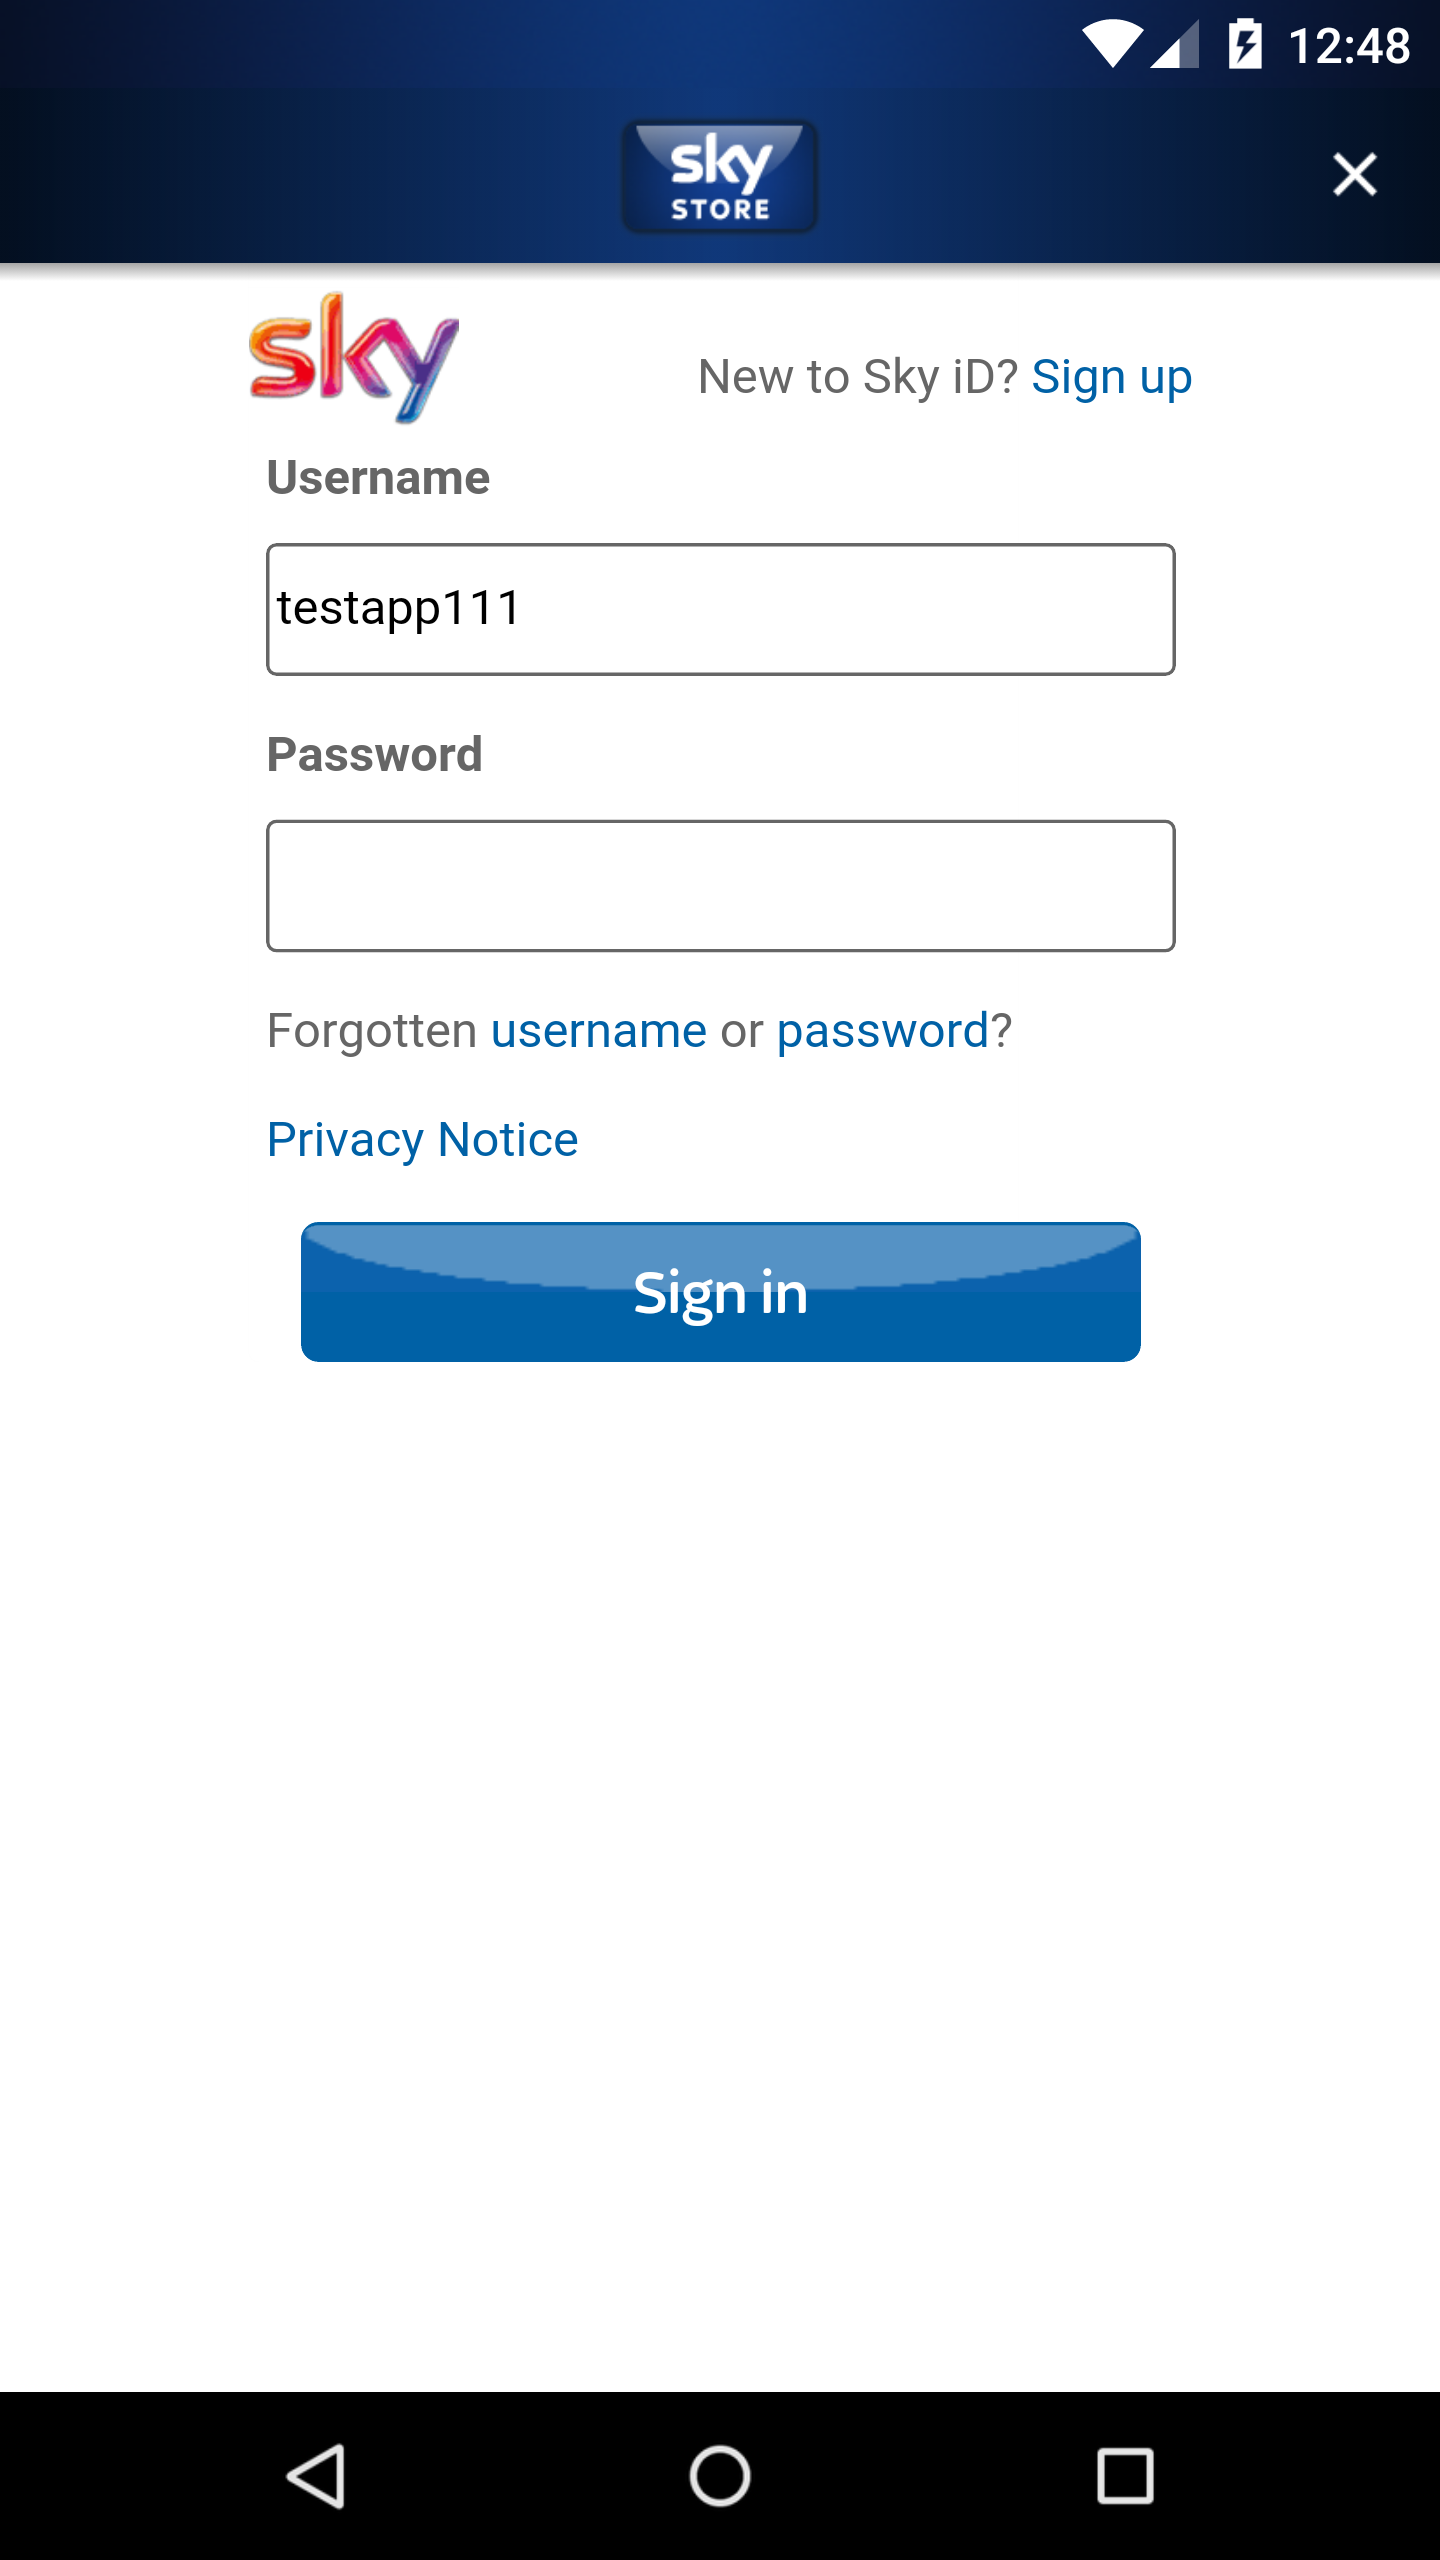 12:48
sky
STORE
sky
New to Sky iD? Sign up
Username
testapp111
Password
Forgotten username or password?
Privacy Notice
Sign in